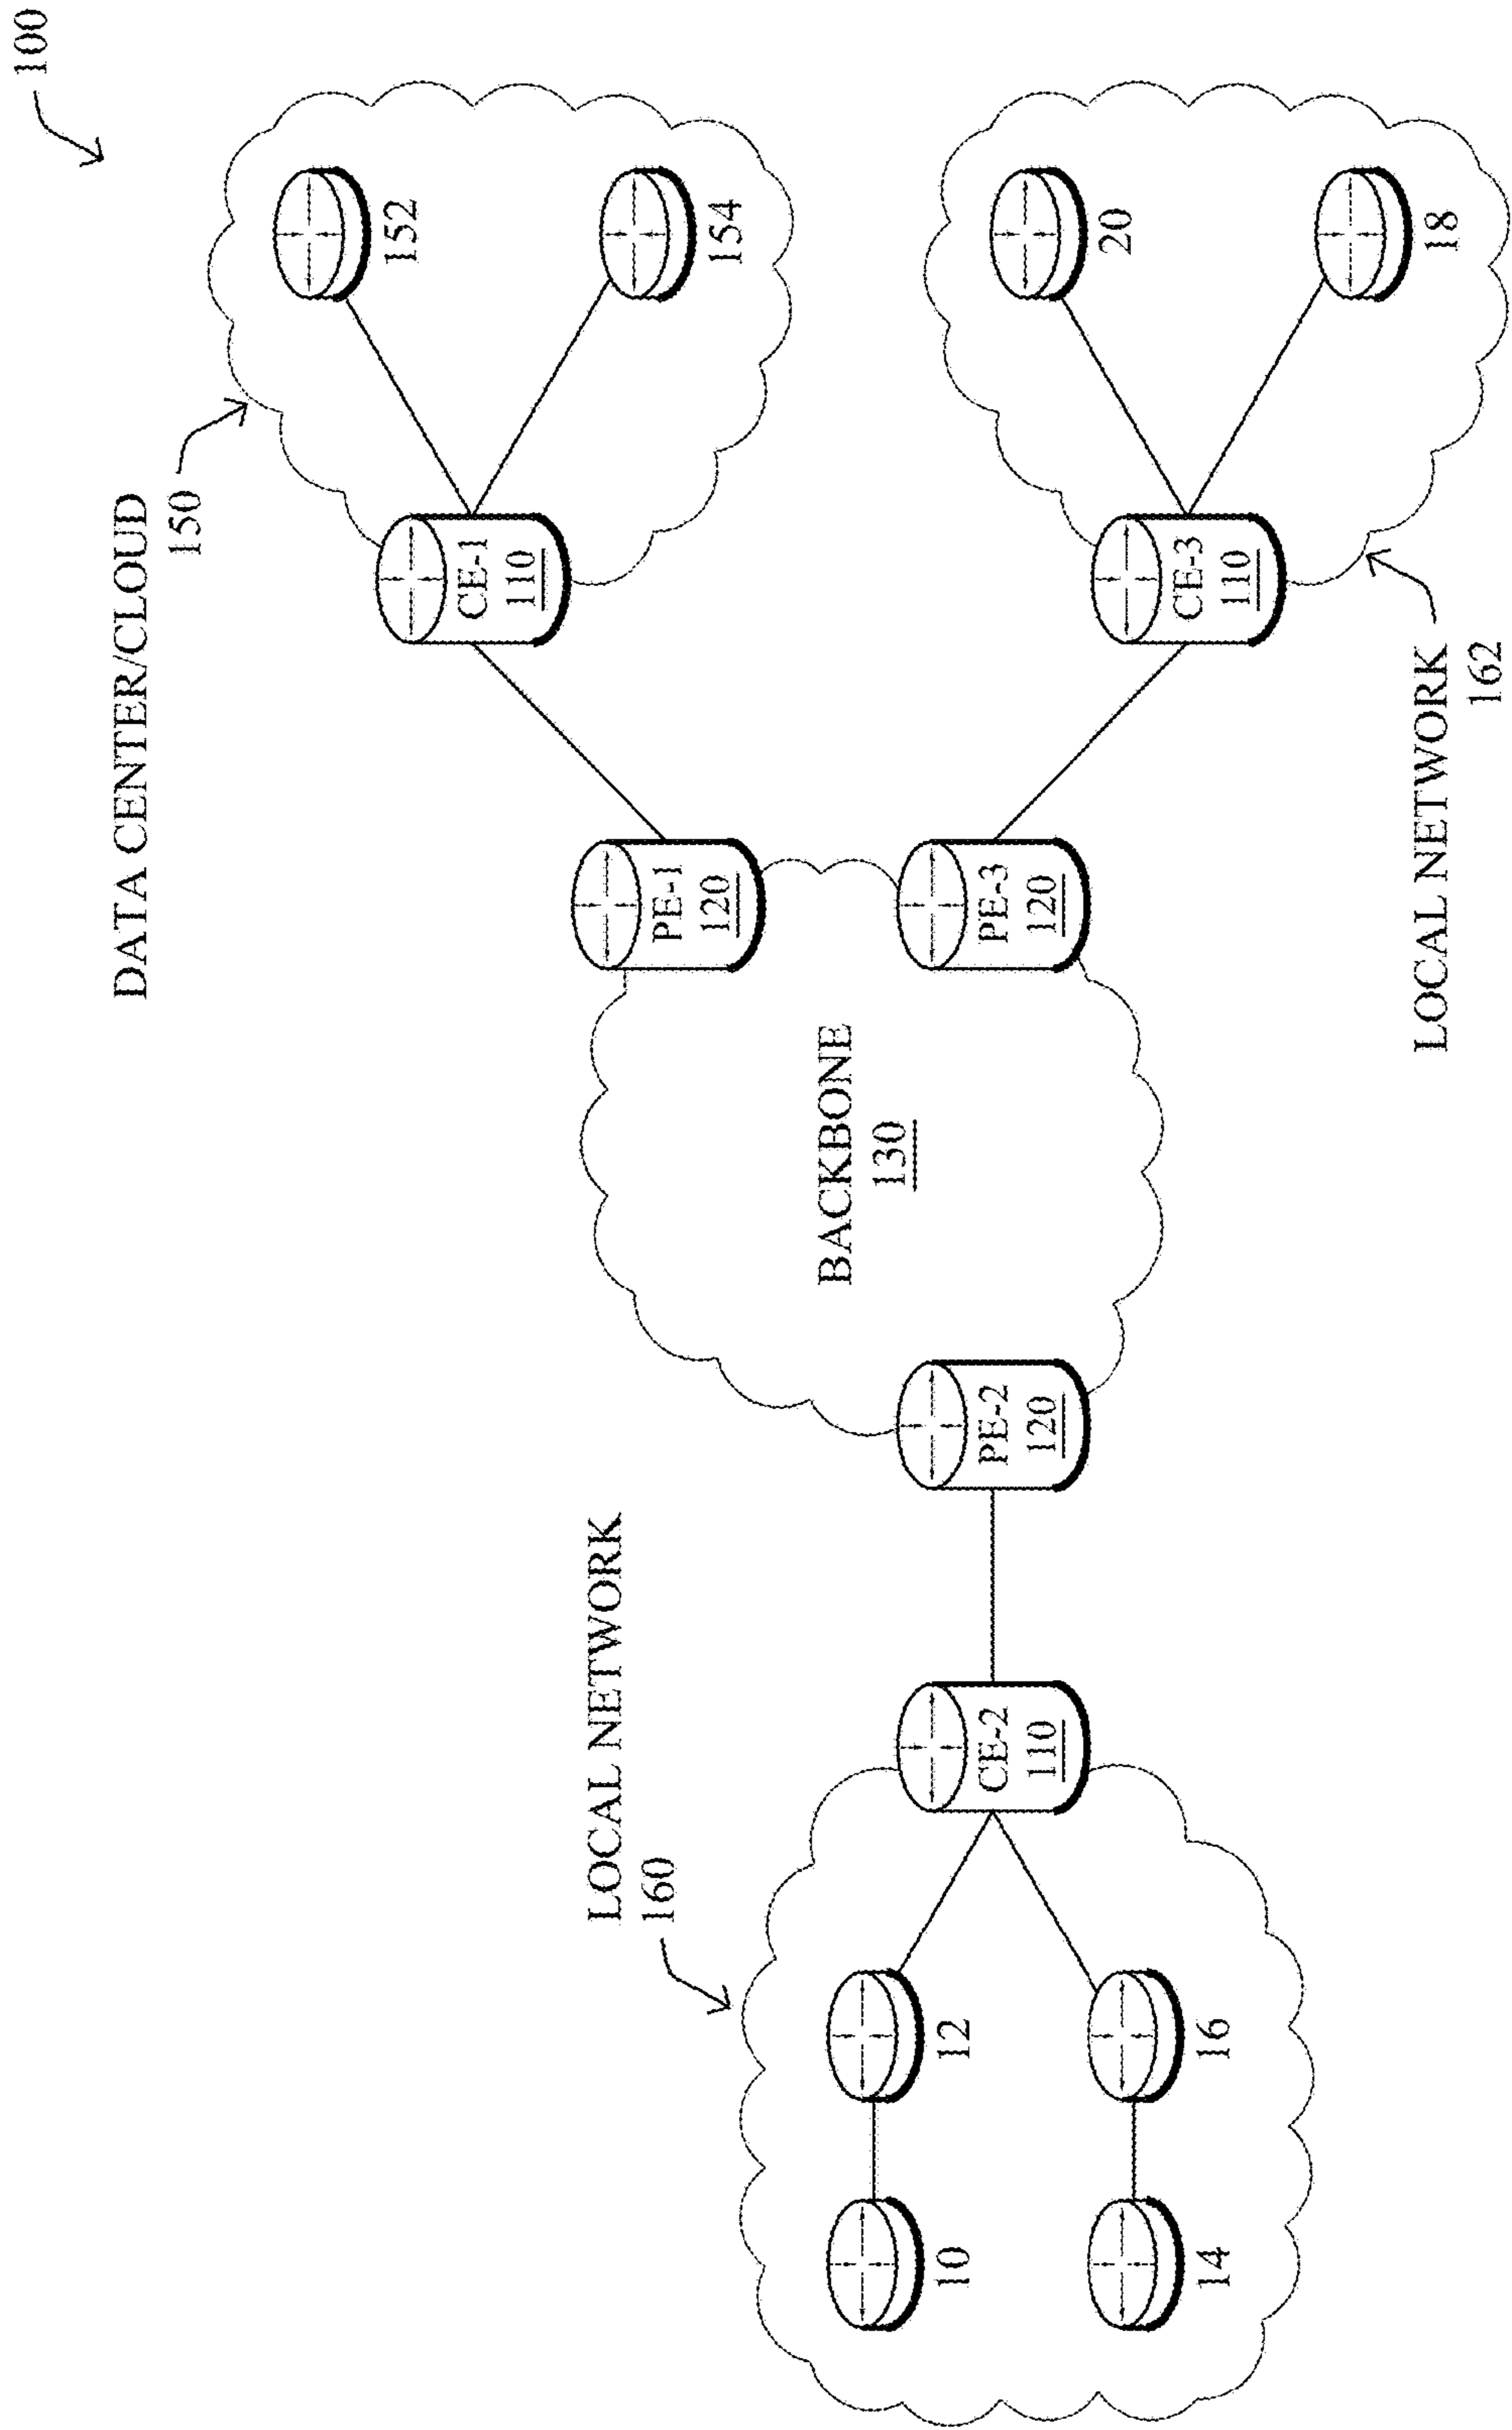 100
DATA CENTER/CLOUD
150
152
154
CE-1
110
PE-1
120
LOCAL NETWORK
160
BACKBONE
130
10
12
CE-2
110
PE-2
120
PE-3
120
CE-3
110
20
14
16
18
LOCAL NETWORK
162